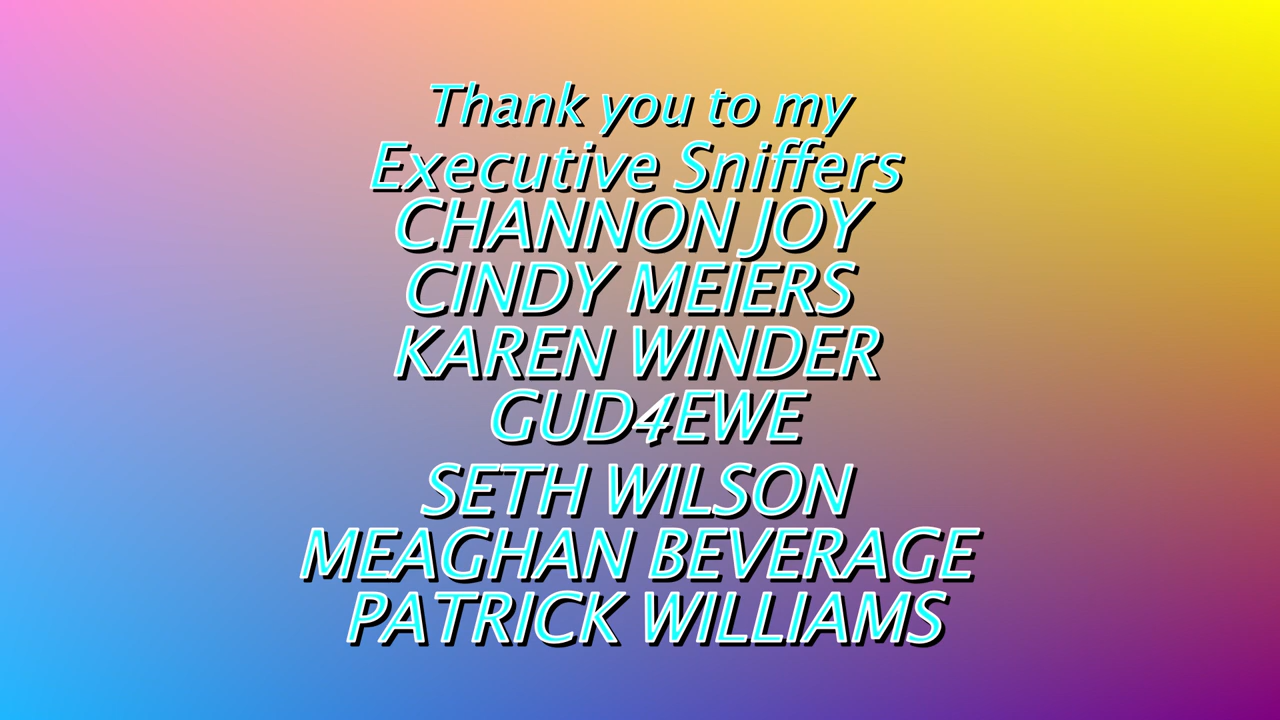 Thank you to my
Executive Sniffers
CHANNON JOY
CINDY MEIERS
KAREN WINDER
GUD4EWE
SETH WILSON
MEAGHAN BEVERAGE
PATRICK WILLIAMS